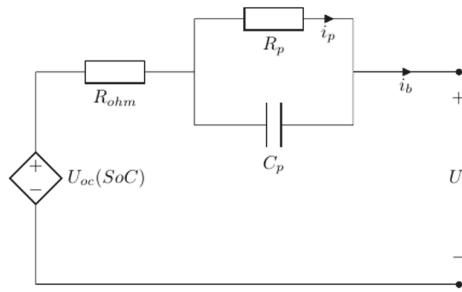 R_p
i_p
R_ohm
i_b
+
C_p
+
−
U_oc(SoC)
U
−